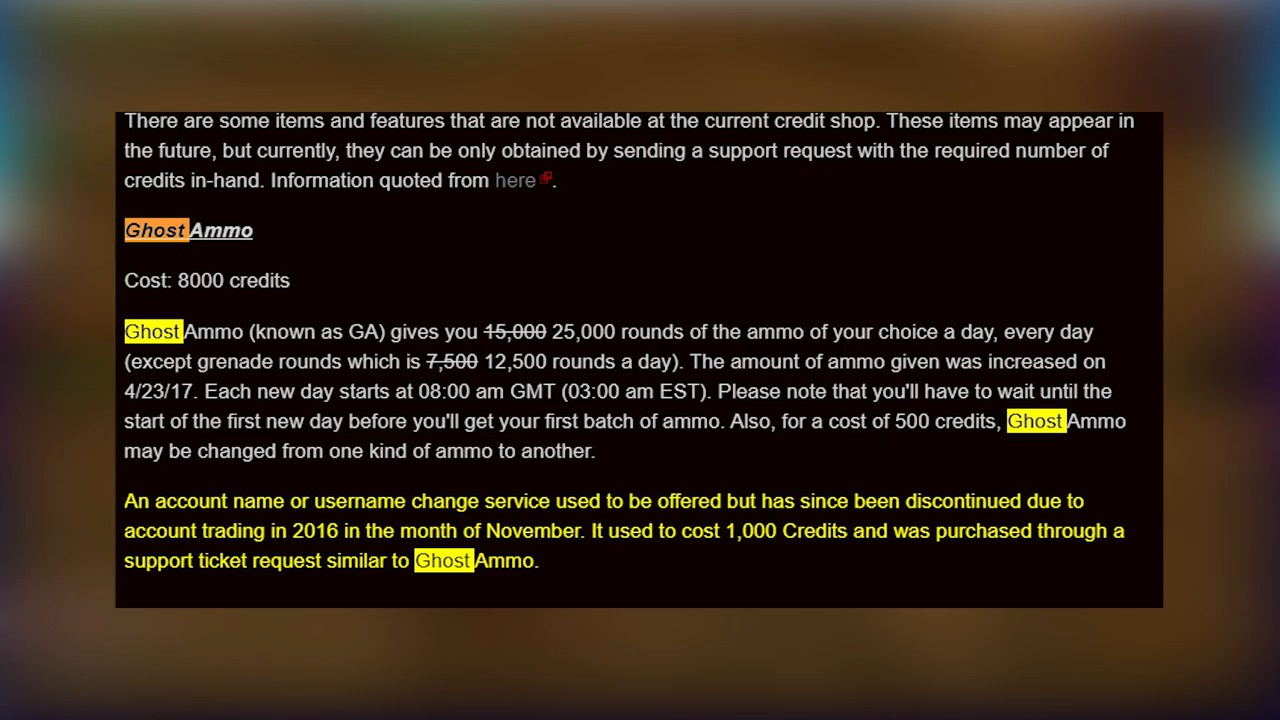 There are some items and features that are not available at the current credit shop. These items may appear in
the future, but currently, they can be only obtained by sending a support request with the required number of
credits in-hand. Information quoted from here.
Ghost Ammo
Cost: 8000 credits
Ghost Ammo (known as GA) gives you 15,000 25,000 rounds of the ammo of your choice a day, every day
(except grenade rounds which is 7,500 12,500 rounds a day). The amount of ammo given was increased on
4/23/17. Each new day starts at 08:00 am GMT (03:00 am EST). Please note that you'll have to wait until the
start of the first new day before you'll get your first batch of ammo. Also, for a cost of 500 credits, Ghost Ammo
may be changed from one kind of ammo to another.
An account name or username change service used to be offered but has since been discontinued due to
account trading in 2016 in the month of November. It used to cost 1,000 Credits and was purchased through a
support ticket request similar to Ghost Ammo.